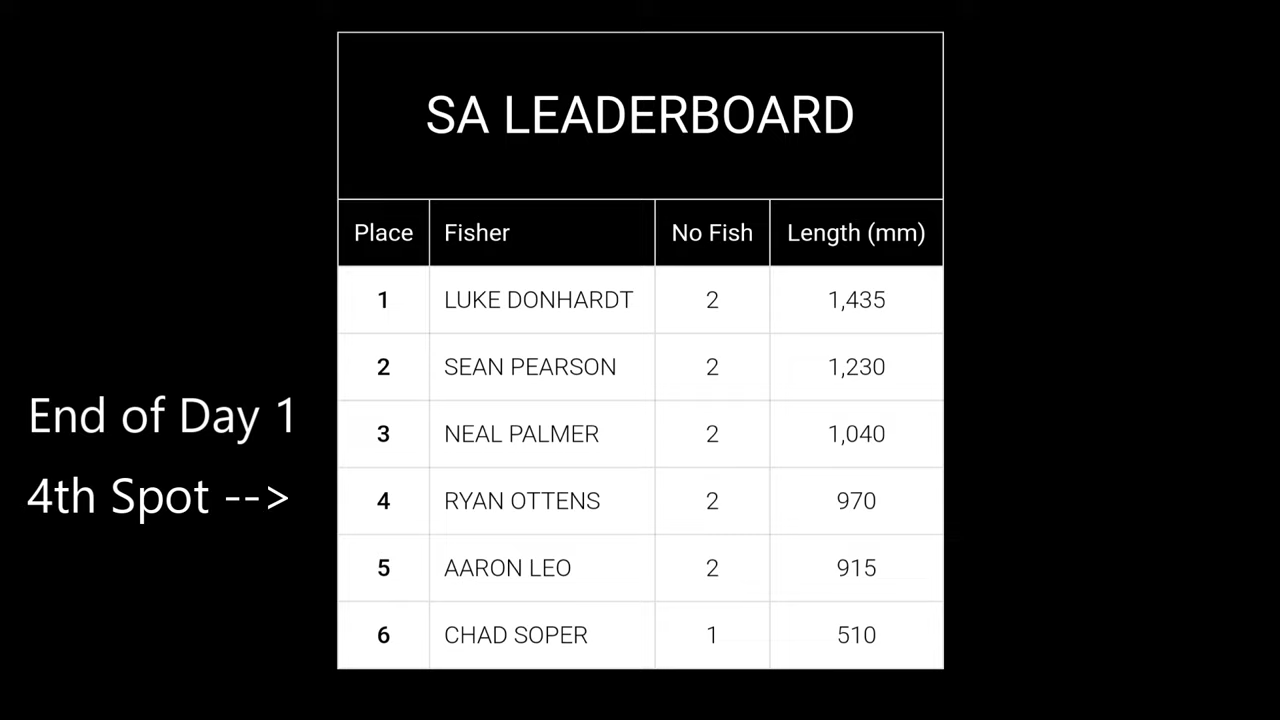 SA LEADERBOARD
Place Fisher No Fish Length (mm)
1 LUKE DONHARDT 2 1,435
2 SEAN PEARSON 2 1,230
3 NEAL PALMER 2 1,040
4 RYAN OTTENS 2 970
5 AARON LEO 2 915
6 CHAD SOPER 1 510
End of Day 1
4th Spot -->